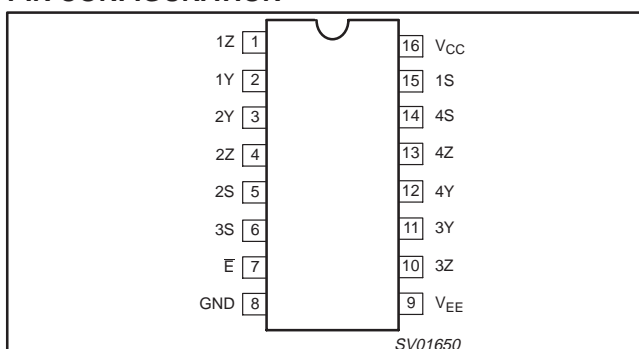 1Z 1 16 VCC
1Y 2 15 1S
2Y 3 14 4S
2Z 4 13 4Z
2S 5 12 4Y
3S 6 11 3Y
E̅ 7 10 3Z
GND 8 9 VEE
SV01650